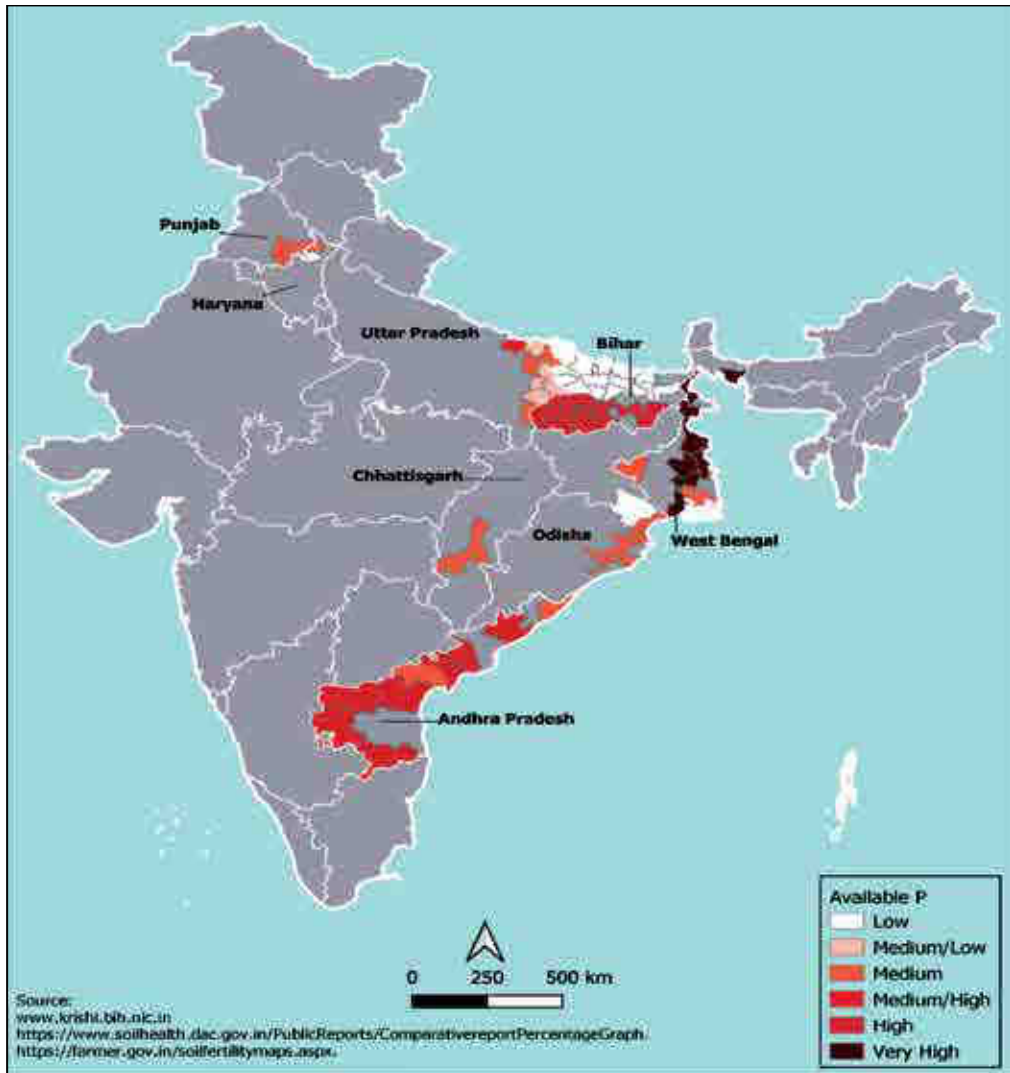 Punjab
Haryana
Uttar Pradesh
Bihar
Chhattisgarh
Odisha
West Bengal
Andhra Pradesh
Available P
Low
Medium/Low
Medium
Medium/High
High
Very High
0 250 500 km
Source:
www.krishi.bih.nic.in
https://www.soilhealth.dac.gov.in/PublicReports/ComparativereportPercentageGraph.
https://farmer.gov.in/soilfertilitymaps.aspx.